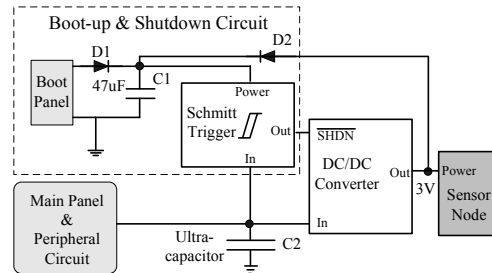 Boot-up & Shutdown Circuit
D1
D2
Boot
Panel
47uF
C1
Power
Schmitt
Trigger
Out
In
SHDN
DC/DC
Converter
Out
In
3V
Power
Sensor
Node
Main Panel
&
Peripheral
Circuit
Ultra-
capacitor
C2